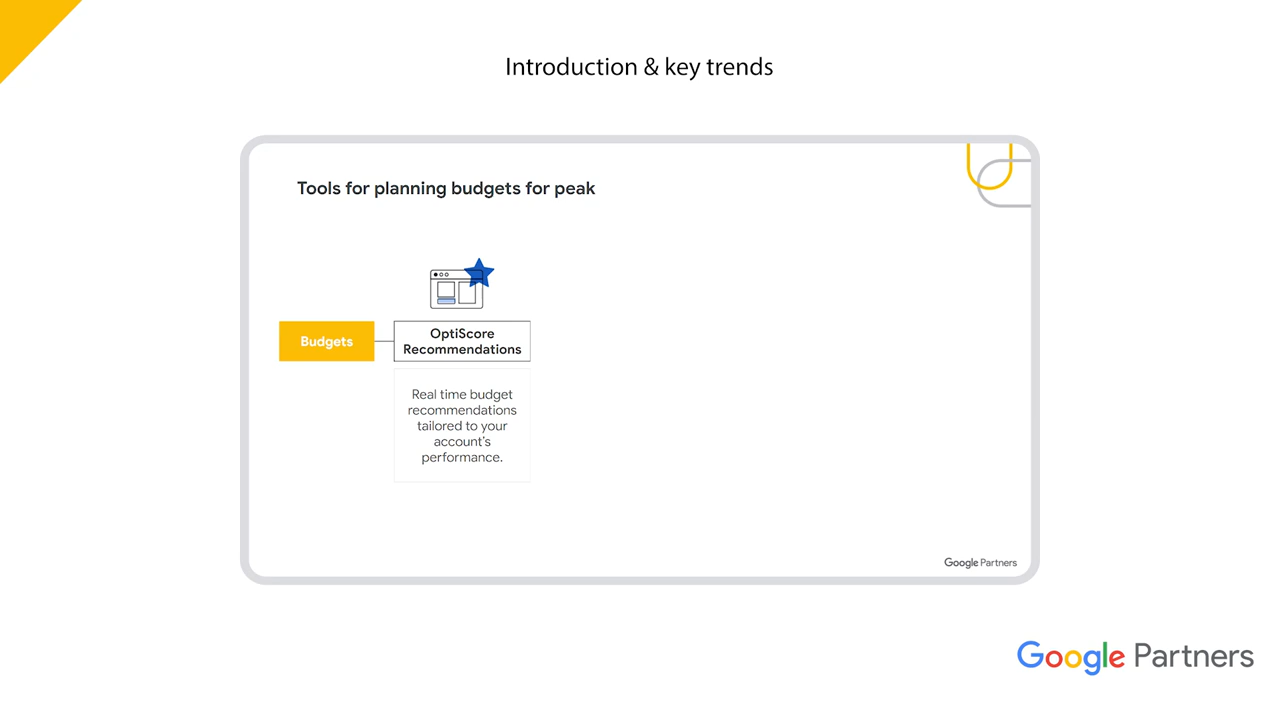 Introduction & key trends
Tools for planning budgets for peak
Budgets
OptiScore
Recommendations
Real time budget
recommendations
tailored to your
account's
performance.
Google Partners
Google Partners